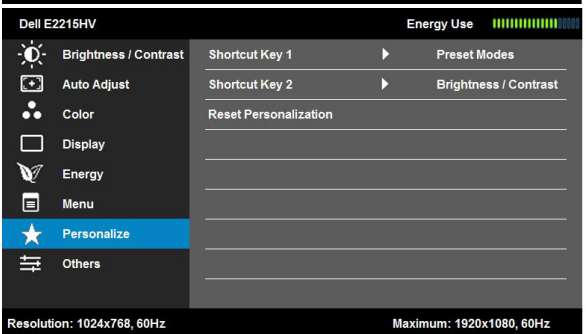 Dell E2215HV Energy Use
Brightness / Contrast Shortcut Key 1 Preset Modes
Auto Adjust Shortcut Key 2 Brightness / Contrast
Color Reset Personalization
Display
Energy
Menu
Personalize
Others
Resolution: 1024x768, 60Hz Maximum: 1920x1080, 60Hz